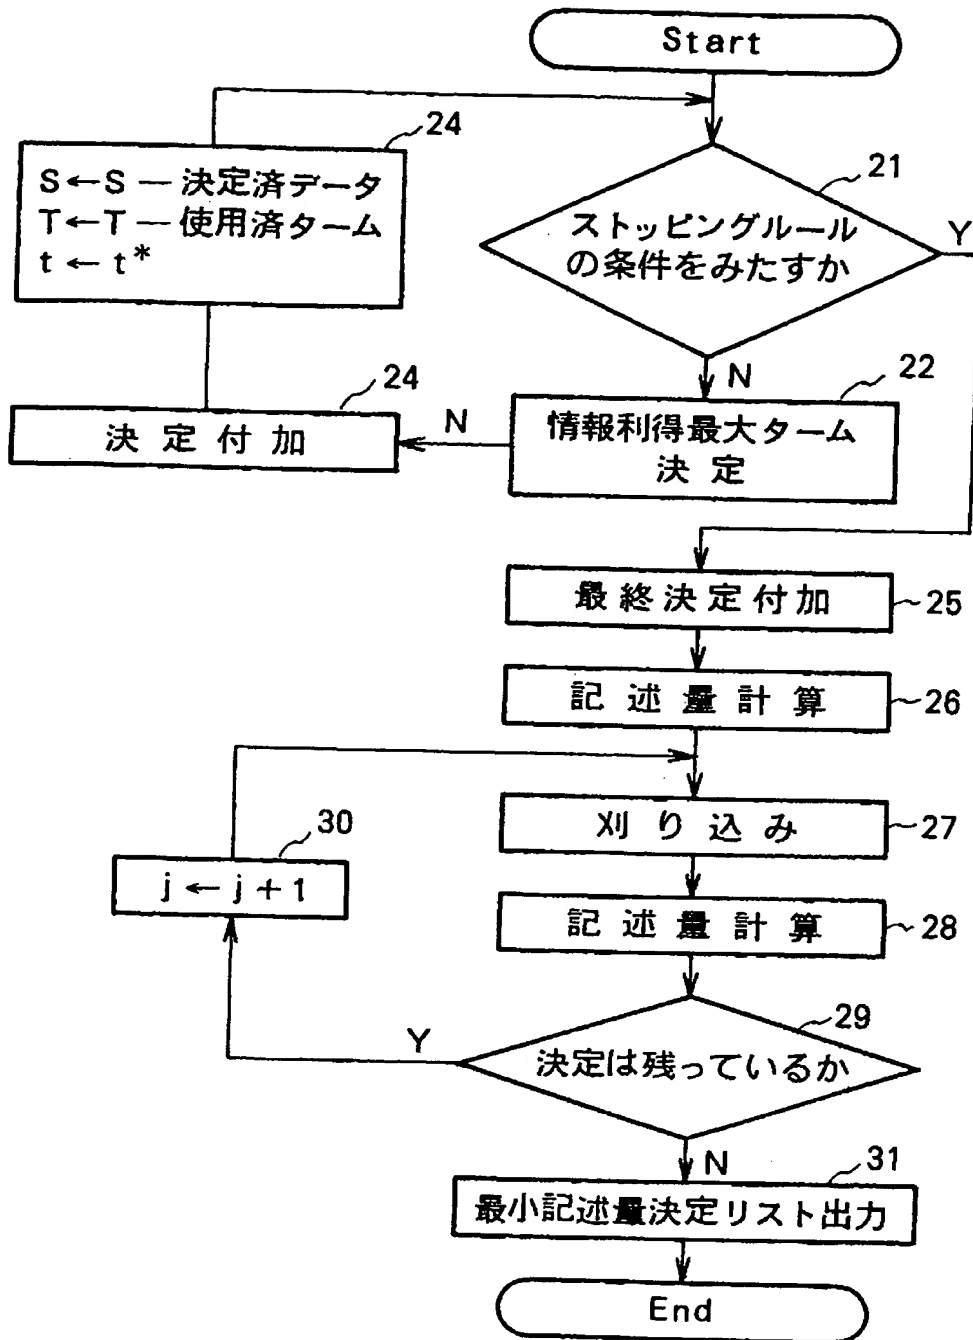 Start
24
S←S — 決定済データ
T←T — 使用済ターム
t ← t*
21
ストッピングルール
の条件をみたすか
Y
N
22
情報利得最大ターム
決定
N
24
決定付加
最終決定付加
25
記述量計算
26
刈り込み
27
30
j ← j + 1
記述量計算
28
29
決定は残っているか
Y
N
31
最小記述量決定リスト出力
End